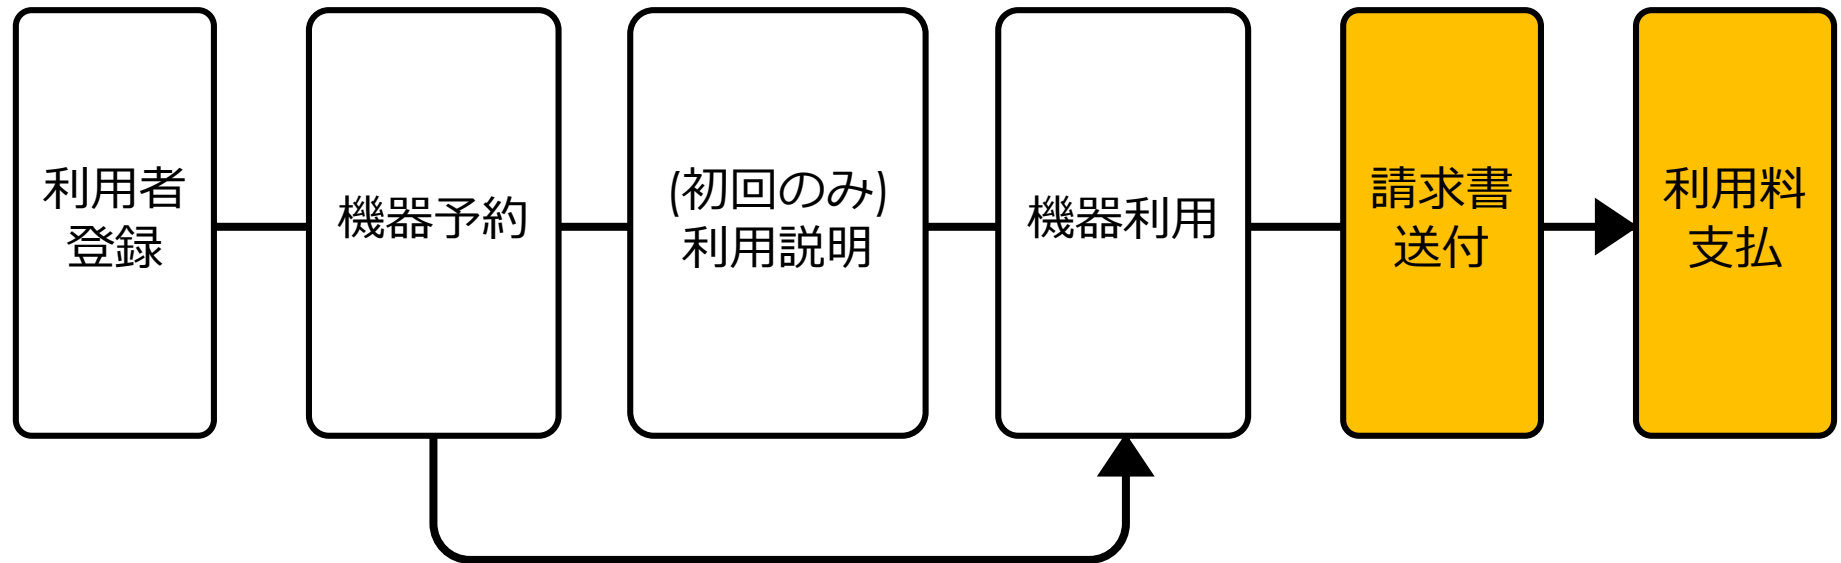 利用者
登録
機器予約
(初回のみ)
利用説明
機器利用
請求書
送付
利用料
支払